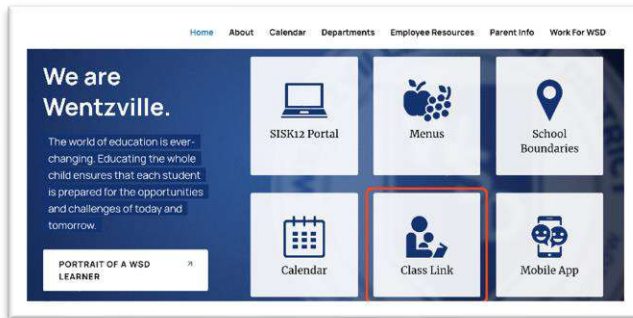 Home About Calendar Departments Employee Resources Parent Info Work For WSD
We are
Wentzville.
The world of education is ever-
changing. Educating the whole
child ensures that each student
is prepared for the opportunities
and challenges of today and
tomorrow.
PORTRAIT OF A WSD
LEARNER
SISK12 Portal
Menus
School
Boundaries
Calendar
Class Link
Mobile App